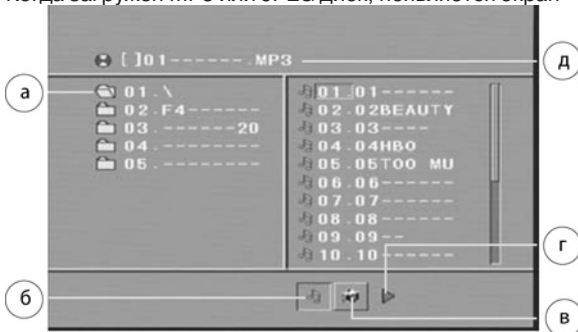 Когда загружен MP3 или JPEG диск, появляется экран
[ ]01------.MP3
д
а
01.\
02.F4------
03.------20
04.--------
05.--------
01.01------
02.02BEAUTY
03.03----
04.04HBO
05.05TOO MU
06.06------
07.07------
08.08------
09.09--
10.10------
г
б
в